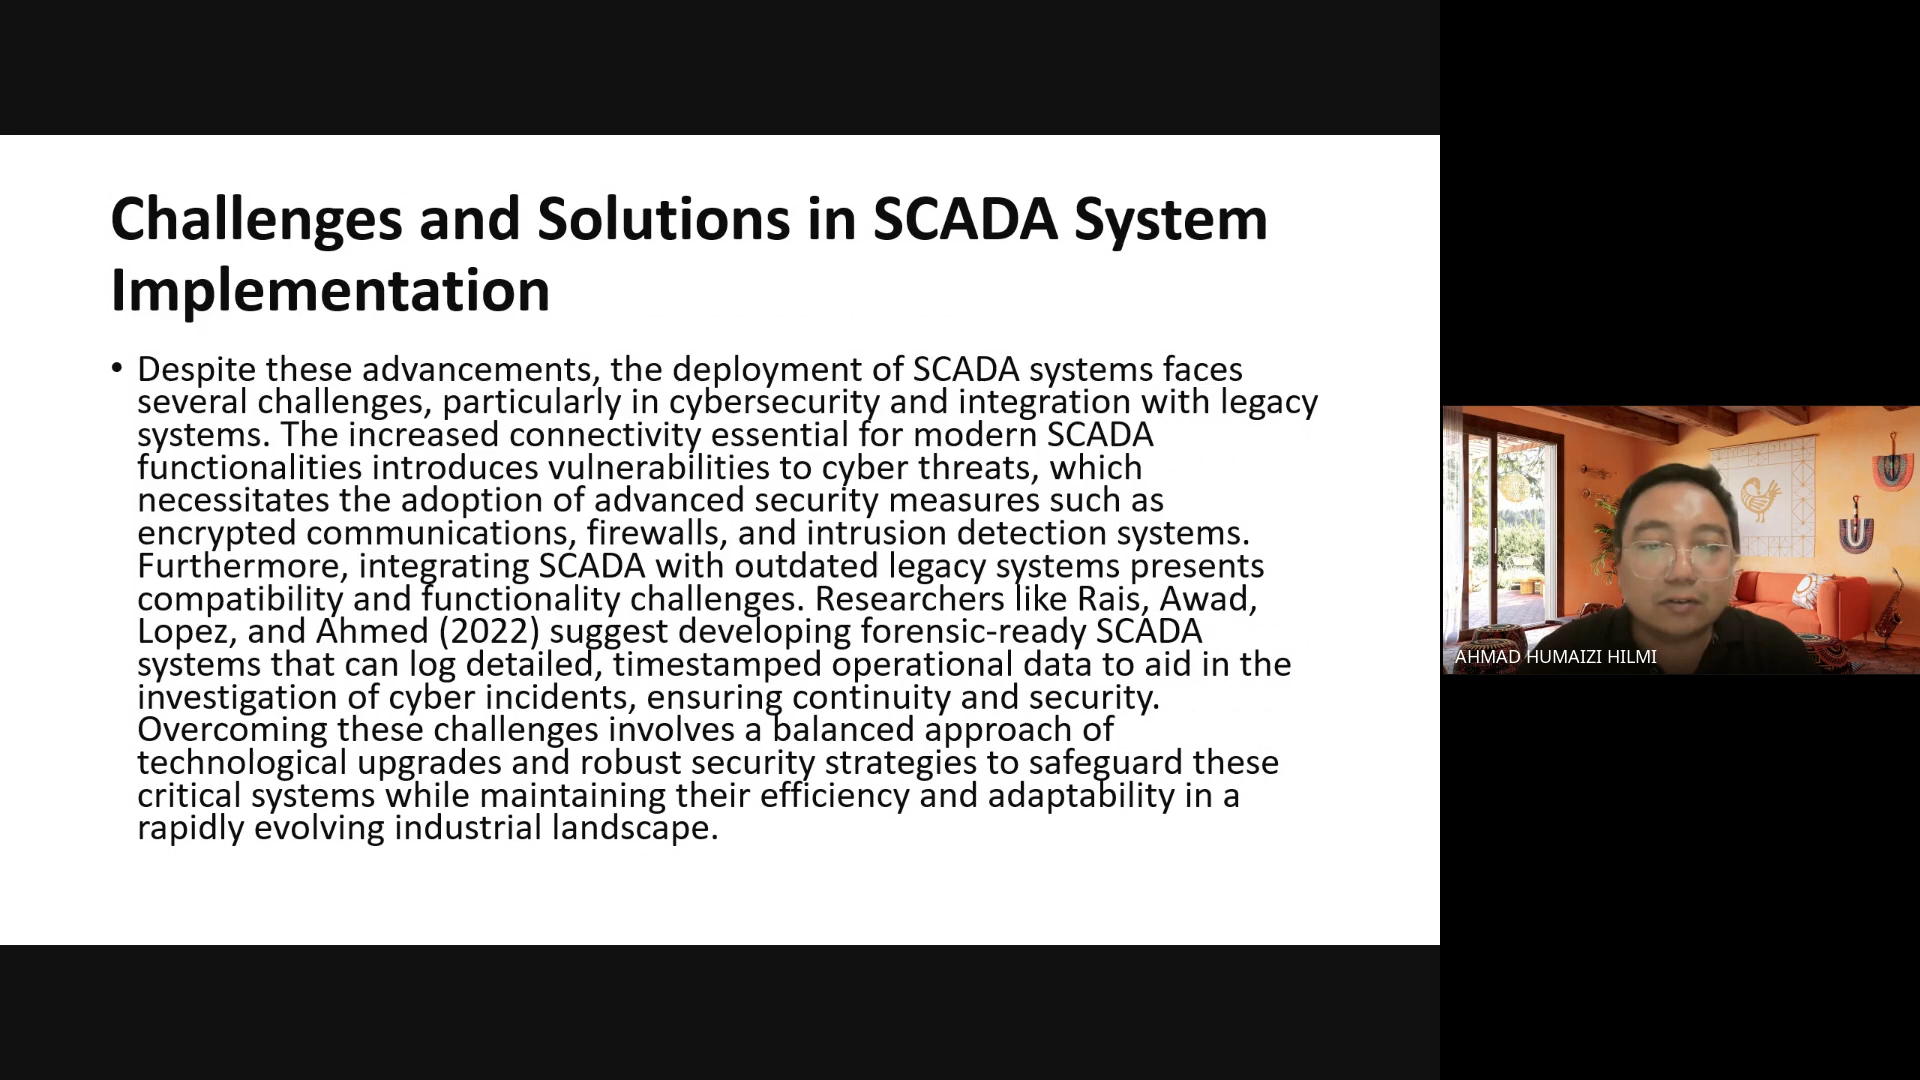 Challenges and Solutions in SCADA System
Implementation
• Despite these advancements, the deployment of SCADA systems faces
several challenges, particularly in cybersecurity and integration with legacy
systems. The increased connectivity essential for modern SCADA
functionalities introduces vulnerabilities to cyber threats, which
necessitates the adoption of advanced security measures such as
encrypted communications, firewalls, and intrusion detection systems.
Furthermore, integrating SCADA with outdated legacy systems presents
compatibility and functionality challenges. Researchers like Rais, Awad,
Lopez, and Ahmed (2022) suggest developing forensic-ready SCADA
systems that can log detailed, timestamped operational data to aid in the
investigation of cyber incidents, ensuring continuity and security.
Overcoming these challenges involves a balanced approach of
technological upgrades and robust security strategies to safeguard these
critical systems while maintaining their efficiency and adaptability in a
rapidly evolving industrial landscape.
AHMAD HUMAIZI HILMI